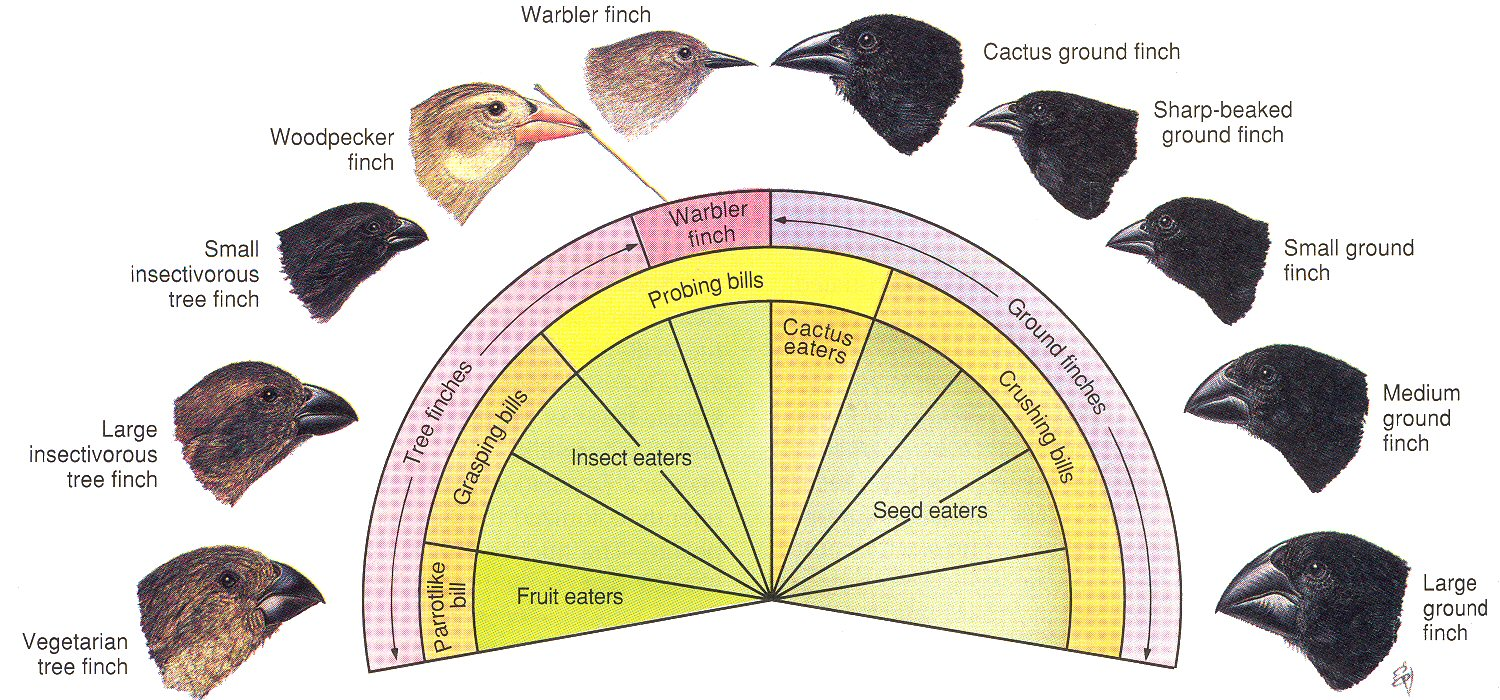 Warbler finch
Cactus ground finch
Woodpecker
finch
Sharp-beaked
ground finch
Small
insectivorous
tree finch
Small ground
finch
Large
insectivorous
tree finch
Medium
ground
finch
Vegetarian
tree finch
Large
ground
finch
Tree finches
Warbler
finch
Ground finches
Parrotlike
bill
Grasping bills
Probing bills
Crushing bills
Fruit eaters
Insect eaters
Cactus
eaters
Seed eaters